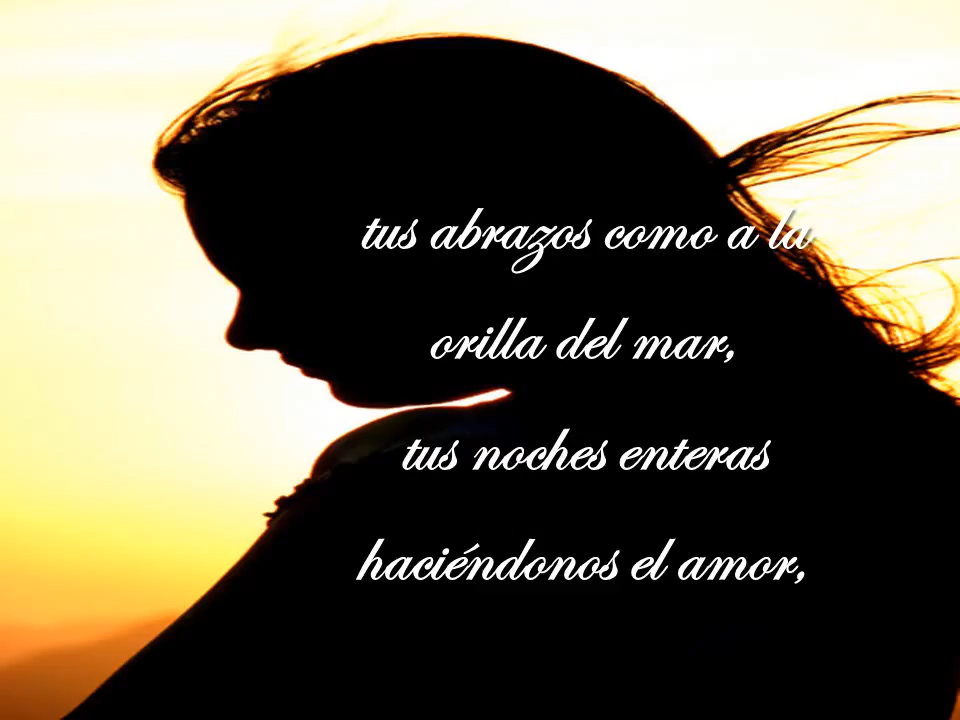 tus abrazos como a la
orilla del mar,
tus noches enteras
haciéndonos el amor,